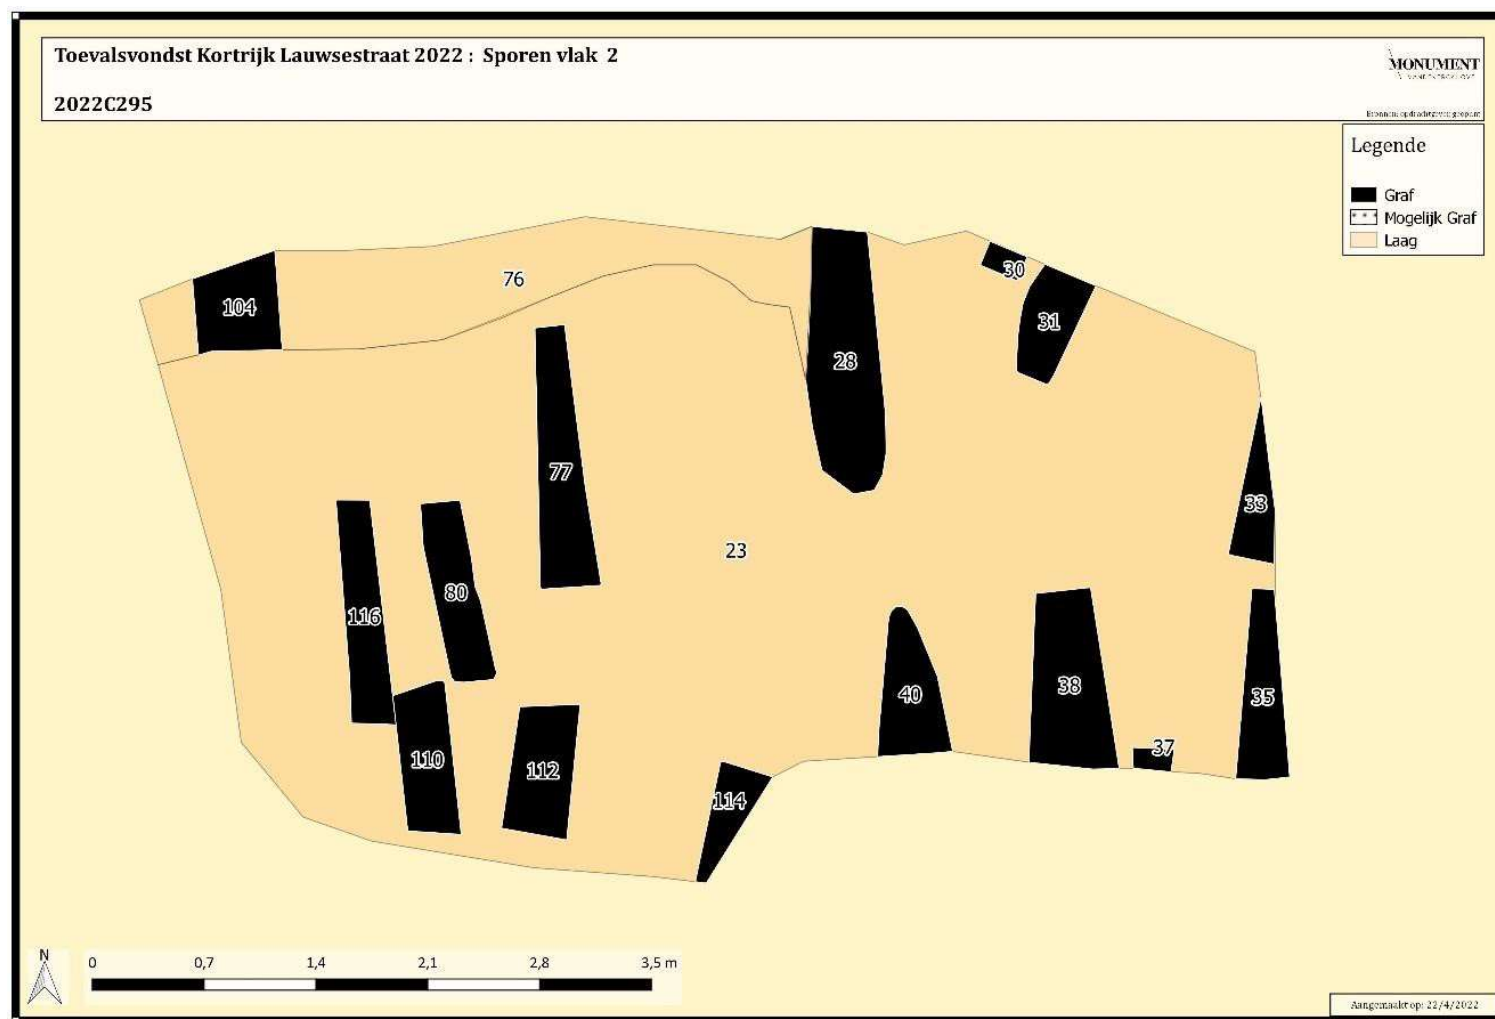 Toevalsvondst Kortrijk Lauwsestraat 2022 : Sporen vlak 2
2022C295
MONUMENT
Legende
Graf
Mogelijk Graf
Laag
104
76
28
30
31
77
33
23
116
80
40
38
35
37
110
112
114
N
0 0,7 1,4 2,1 2,8 3,5 m
Aangemaakt op: 22/4/2022